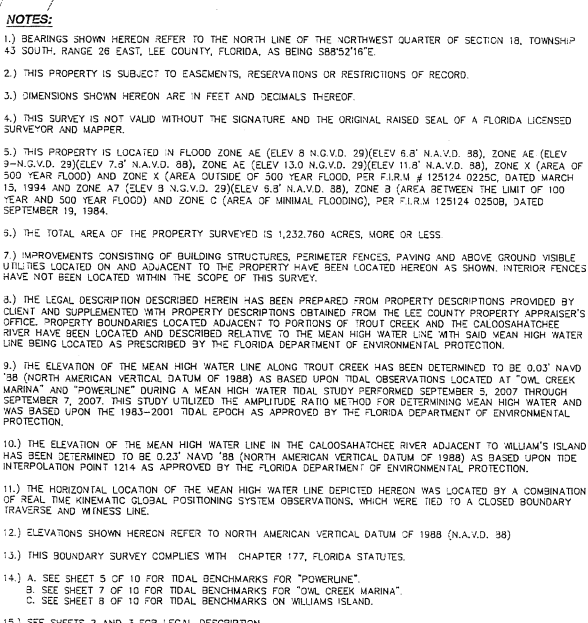 NOTES:
1.) BEARINGS SHOWN HEREON REFER TO THE NORTH LINE OF THE NORTHWEST QUARTER OF SECTION 18, TOWNSHIP
43 SOUTH, RANGE 26 EAST, LEE COUNTY, FLORIDA, AS BEING S88°52'16"E.
2.) THIS PROPERTY IS SUBJECT TO EASEMENTS, RESERVATIONS OR RESTRICTIONS OF RECORD.
3.) DIMENSIONS SHOWN HEREON ARE IN FEET AND DECIMALS THEREOF.
4.) THIS SURVEY IS NOT VALID WITHOUT THE SIGNATURE AND THE ORIGINAL RAISED SEAL OF A FLORIDA LICENSED
SURVEYOR AND MAPPER.
5.) THIS PROPERTY IS LOCATED IN FLOOD ZONE AE (ELEV 8 N.G.V.D. 29)(ELEV 6.8' N.A.V.D. 88), ZONE AE (ELEV
9-N.G.V.D. 29)(ELEV 7.8' N.A.V.D. 88), ZONE AE (ELEV 13.0 N.G.V.D. 29)(ELEV 11.8' N.A.V.D. 88), ZONE X (AREA OF
500 YEAR FLOOD) AND ZONE X (AREA OUTSIDE OF 500 YEAR FLOOD, PER F.I.R.M # 125124 0225C, DATED MARCH
15, 1994 AND ZONE A7 (ELEV 8 N.G.V.D. 29)(ELEV 6.8' N.A.V.D. 88), ZONE B (AREA BETWEEN THE LIMIT OF 100
YEAR AND 500 YEAR FLOOD) AND ZONE C (AREA OF MINIMAL FLOODING), PER F.I.R.M 125124 0250B, DATED
SEPTEMBER 19, 1984.
6.) THE TOTAL AREA OF THE PROPERTY SURVEYED IS 1,232.760 ACRES, MORE OR LESS.
7.) IMPROVEMENTS CONSISTING OF BUILDING STRUCTURES, PERIMETER FENCES, PAVING AND ABOVE GROUND VISIBLE
UTILITIES LOCATED ON AND ADJACENT TO THE PROPERTY HAVE BEEN LOCATED HEREON AS SHOWN. INTERIOR FENCES
HAVE NOT BEEN LOCATED WITHIN THE SCOPE OF THIS SURVEY.
8.) THE LEGAL DESCRIPTION DESCRIBED HEREIN HAS BEEN PREPARED FROM PROPERTY DESCRIPTIONS PROVIDED BY
CLIENT AND SUPPLEMENTED WITH PROPERTY DESCRIPTIONS OBTAINED FROM THE LEE COUNTY PROPERTY APPRAISER'S
OFFICE. PROPERTY BOUNDARIES LOCATED ADJACENT TO PORTIONS OF TROUT CREEK AND THE CALOOSAHATCHEE
RIVER HAVE BEEN LOCATED AND DESCRIBED RELATIVE TO THE MEAN HIGH WATER LINE WITH SAID MEAN HIGH WATER
LINE BEING LOCATED AS PRESCRIBED BY THE FLORIDA DEPARTMENT OF ENVIRONMENTAL PROTECTION.
9.) THE ELEVATION OF THE MEAN HIGH WATER LINE ALONG TROUT CREEK HAS BEEN DETERMINED TO BE 0.03' NAVD
'88 (NORTH AMERICAN VERTICAL DATUM OF 1988) AS BASED UPON TIDAL OBSERVATIONS LOCATED AT "OWL CREEK
MARINA" AND "POWERLINE" DURING A MEAN HIGH WATER TIDAL STUDY PERFORMED SEPTEMBER 5, 2007 THROUGH
SEPTEMBER 7, 2007. THIS STUDY UTILIZED THE AMPLITUDE RATIO METHOD FOR DETERMINING MEAN HIGH WATER AND
WAS BASED UPON THE 1983-2001 TIDAL EPOCH AS APPROVED BY THE FLORIDA DEPARTMENT OF ENVIRONMENTAL
PROTECTION.
10.) THE ELEVATION OF THE MEAN HIGH WATER LINE IN THE CALOOSAHATCHEE RIVER ADJACENT TO WILLIAM'S ISLAND
HAS BEEN DETERMINED TO BE 0.23' NAVD '88 (NORTH AMERICAN VERTICAL DATUM OF 1988) AS BASED UPON TIDE
INTERPOLATION POINT 1214 AS APPROVED BY THE FLORIDA DEPARTMENT OF ENVIRONMENTAL PROTECTION.
11.) THE HORIZONTAL LOCATION OF THE MEAN HIGH WATER LINE DEPICTED HEREON WAS LOCATED BY A COMBINATION
OF REAL TIME KINEMATIC GLOBAL POSITIONING SYSTEM OBSERVATIONS, WHICH WERE TIED TO A CLOSED BOUNDARY
TRAVERSE AND WITNESS LINE.
12.) ELEVATIONS SHOWN HEREON REFER TO NORTH AMERICAN VERTICAL DATUM OF 1988 (N.A.V.D. 88)
13.) THIS BOUNDARY SURVEY COMPLIES WITH CHAPTER 177, FLORIDA STATUTES.
14.) A. SEE SHEET 5 OF 10 FOR TIDAL BENCHMARKS FOR "POWERLINE".
B. SEE SHEET 7 OF 10 FOR TIDAL BENCHMARKS FOR "OWL CREEK MARINA".
C. SEE SHEET 8 OF 10 FOR TIDAL BENCHMARKS ON WILLIAMS ISLAND.
15.) SEE SHEETS 2 AND 3 FOR LEGAL DESCRIPTION